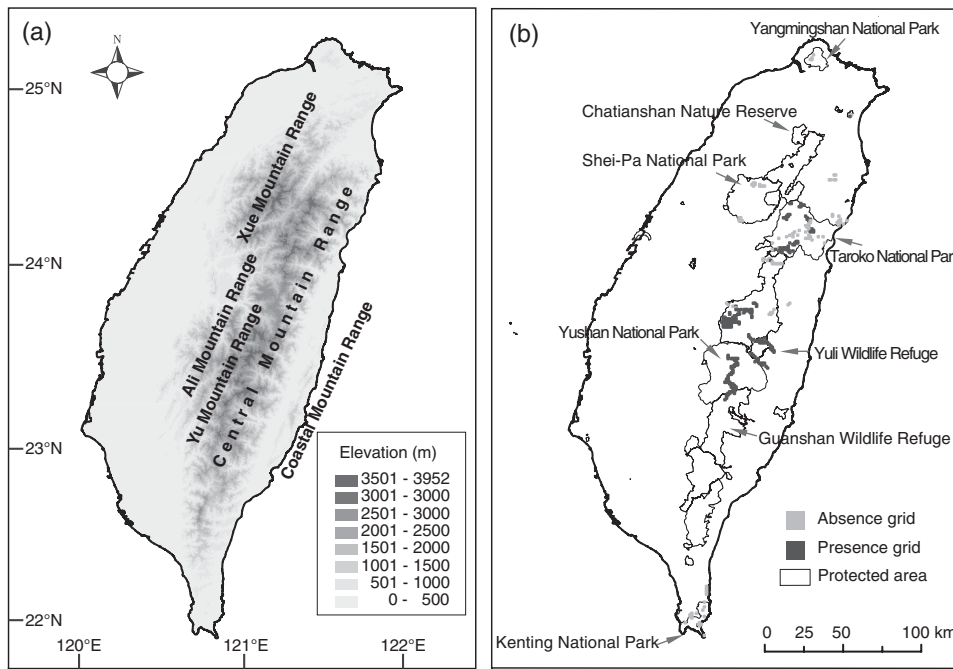 (a)
N
25°N
24°N
23°N
22°N
120°E
121°E
122°E
Xue Mountain Range
Ali Mountain Range
Yu Mountain Range
Central Mountain Range
Coastar Mountain Range
Elevation (m)
3501 - 3952
3001 - 3000
2501 - 3000
2001 - 2500
1501 - 2000
1001 - 1500
501 - 1000
0 - 500
(b)
Yangmingshan National Park
Chatianshan Nature Reserve
Shei-Pa National Park
Taroko National Par
Yushan National Park
Yuli Wildlife Refuge
Guanshan Wildlife Refuge
Absence grid
Presence grid
Protected area
Kenting National Park
0 25 50 100 km